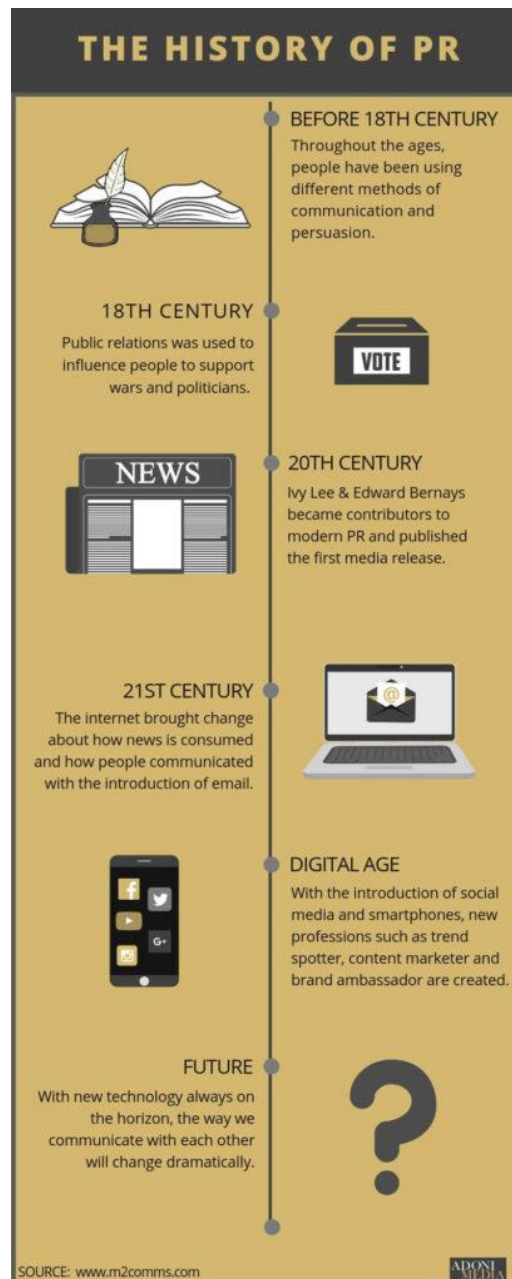 THE HISTORY OF PR
BEFORE 18TH CENTURY
Throughout the ages,
people have been using
different methods of
communication and
persuasion.
18TH CENTURY
Public relations was used to
influence people to support
wars and politicians.
VOTE
NEWS
20TH CENTURY
Ivy Lee & Edward Bernays
became contributors to
modern PR and published
the first media release.
21ST CENTURY
The internet brought change
about how news is consumed
and how people communicated
with the introduction of email.
@
DIGITAL AGE
With the introduction of social
media and smartphones, new
professions such as trend
spotter, content marketer and
brand ambassador are created.
f
G+
FUTURE
With new technology always on
the horizon, the way we
communicate with each other
will change dramatically.
?
SOURCE: www.m2comms.com
ADONI
MEDIA